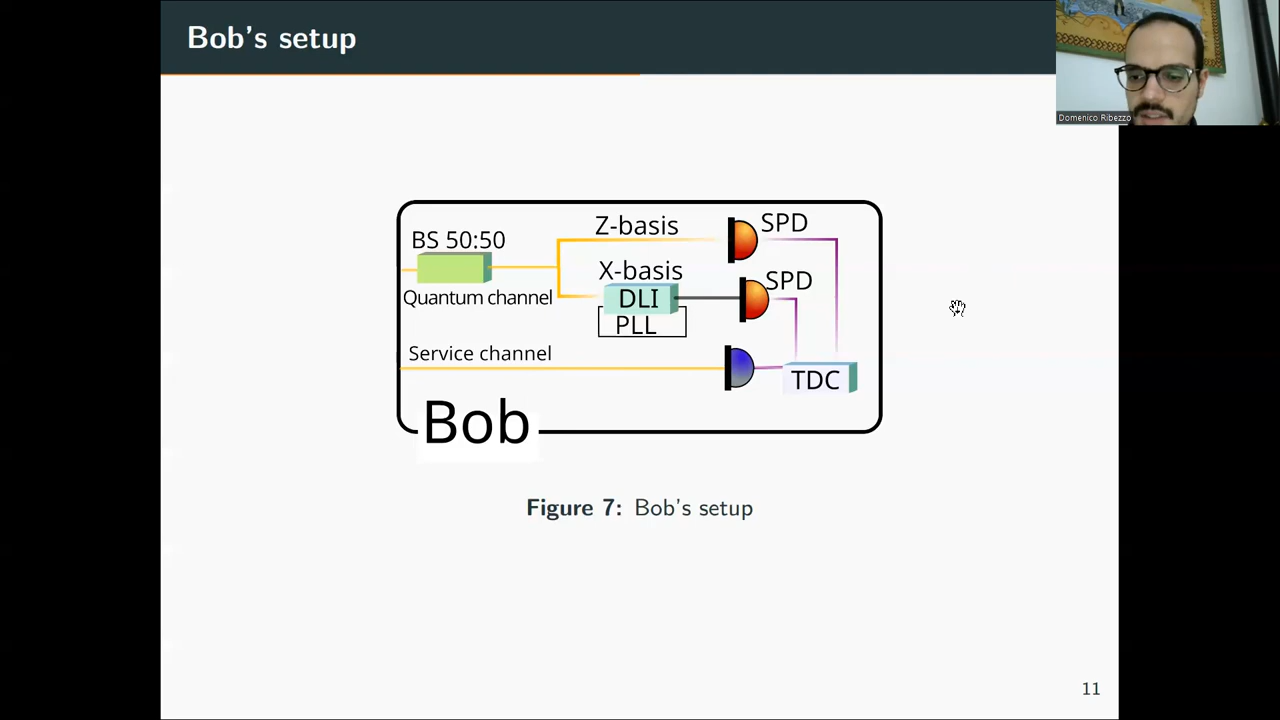 Bob's setup
Domenico Ribezzo
BS 50:50
Z-basis
SPD
X-basis
SPD
Quantum channel
DLI
PLL
Service channel
TDC
Bob
Figure 7: Bob's setup
11